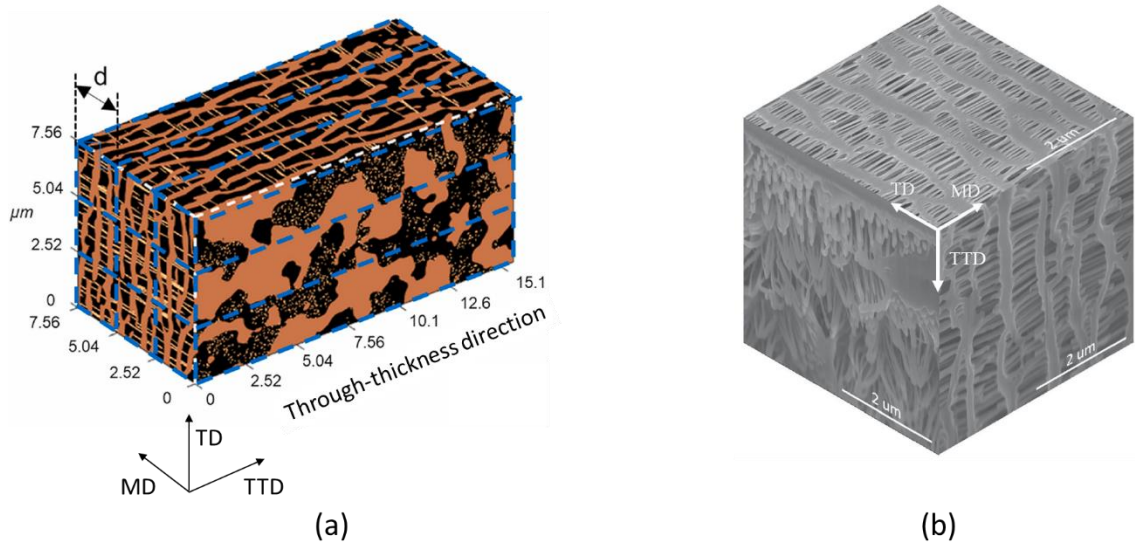 d
7.56
5.04
µm
2.52
0
7.56
5.04
2.52
0
0
2.52
5.04
7.56
10.1
12.6
15.1
Through-thickness direction
TD
MD
TTD
(a)
2 um
TD
MD
TTD
2 um
2 um
(b)